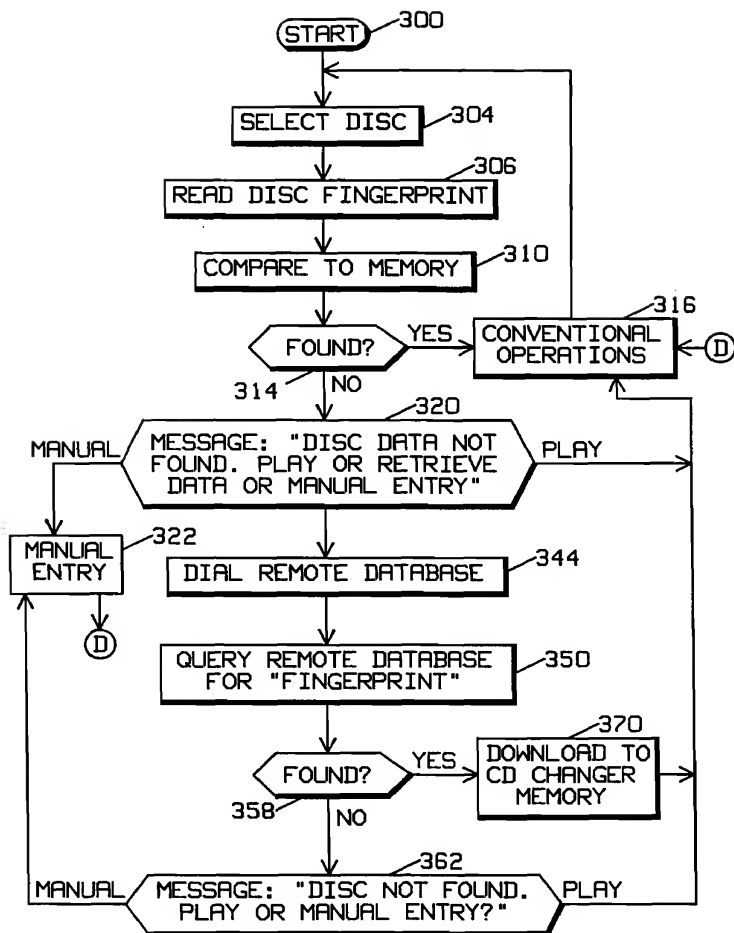 START
300
SELECT DISC
304
306
READ DISC FINGERPRINT
COMPARE TO MEMORY
310
316
FOUND?
YES
CONVENTIONAL
OPERATIONS
D
314
NO
320
MANUAL
MESSAGE: "DISC DATA NOT
FOUND. PLAY OR RETRIEVE
DATA OR MANUAL ENTRY"
PLAY
322
MANUAL
ENTRY
D
DIAL REMOTE DATABASE
344
QUERY REMOTE DATABASE
FOR "FINGERPRINT"
350
370
FOUND?
YES
DOWNLOAD TO
CD CHANGER
MEMORY
358
NO
362
MANUAL
MESSAGE: "DISC NOT FOUND.
PLAY OR MANUAL ENTRY?"
PLAY